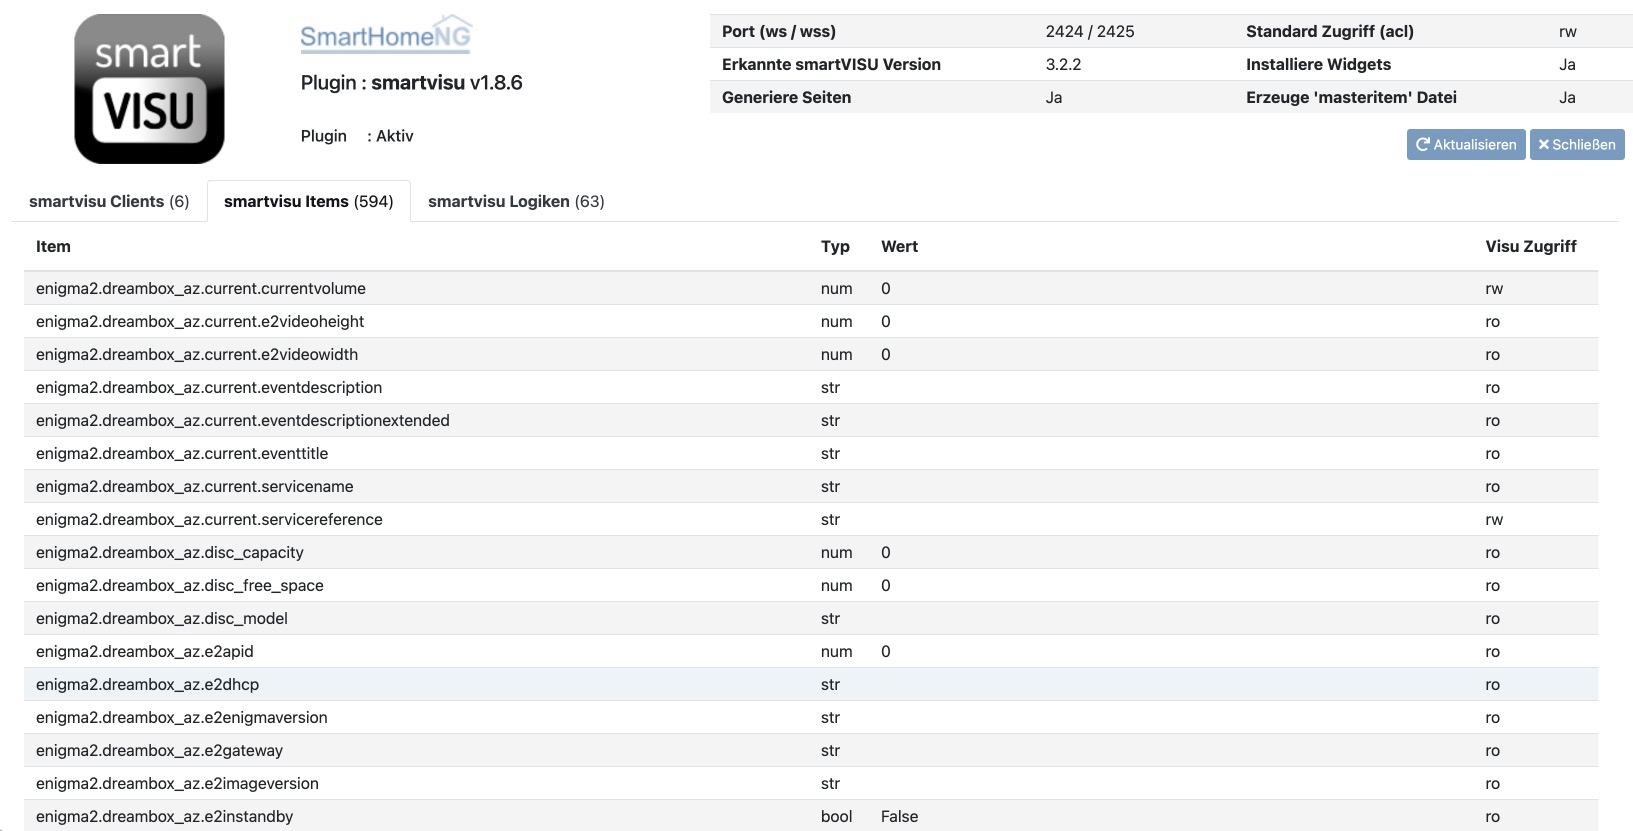 smart
VISU
SmartHomeNG
Plugin : smartvisu v1.8.6
Plugin : Aktiv
Port (ws / wss) 2424 / 2425 Standard Zugriff (acl) rw
Erkannte smartVISU Version 3.2.2 Installiere Widgets Ja
Generiere Seiten Ja Erzeuge 'masteritem' Datei Ja
Aktualisieren Schließen
smartvisu Clients (6) smartvisu Items (594) smartvisu Logiken (63)
Item Typ Wert Visu Zugriff
enigma2.dreambox_az.current.currentvolume num 0 rw
enigma2.dreambox_az.current.e2videoheight num 0 ro
enigma2.dreambox_az.current.e2videowidth num 0 ro
enigma2.dreambox_az.current.eventdescription str ro
enigma2.dreambox_az.current.eventdescriptionextended str ro
enigma2.dreambox_az.current.eventtitle str ro
enigma2.dreambox_az.current.servicename str ro
enigma2.dreambox_az.current.servicereference str rw
enigma2.dreambox_az.disc_capacity num 0 ro
enigma2.dreambox_az.disc_free_space num 0 ro
enigma2.dreambox_az.disc_model str ro
enigma2.dreambox_az.e2apid num 0 ro
enigma2.dreambox_az.e2dhcp str ro
enigma2.dreambox_az.e2enigmaversion str ro
enigma2.dreambox_az.e2gateway str ro
enigma2.dreambox_az.e2imageversion str ro
enigma2.dreambox_az.e2instandby bool False ro